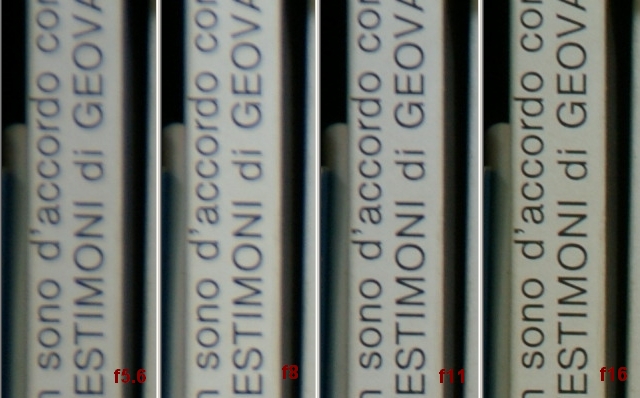 n sono d'accordo con
ESTIMONI di GEOVA
f5.6
n sono d'accordo con
ESTIMONI di GEOVA
f8
n sono d'accordo con
ESTIMONI di GEOVA
f11
n sono d'accordo con
ESTIMONI di GEOVA
f16